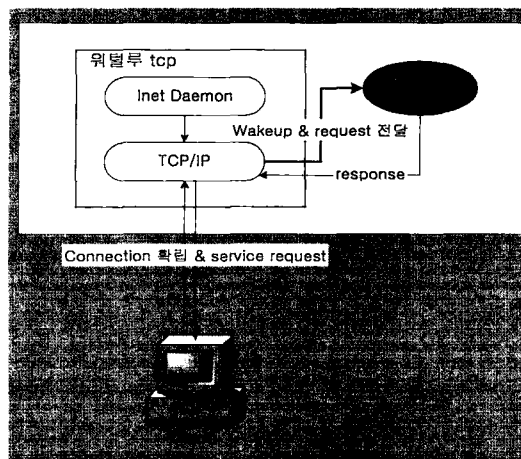 워털루 tcp
Inet Daemon
Wakeup & request 전달
TCP/IP
response
Connection 확립 & service request